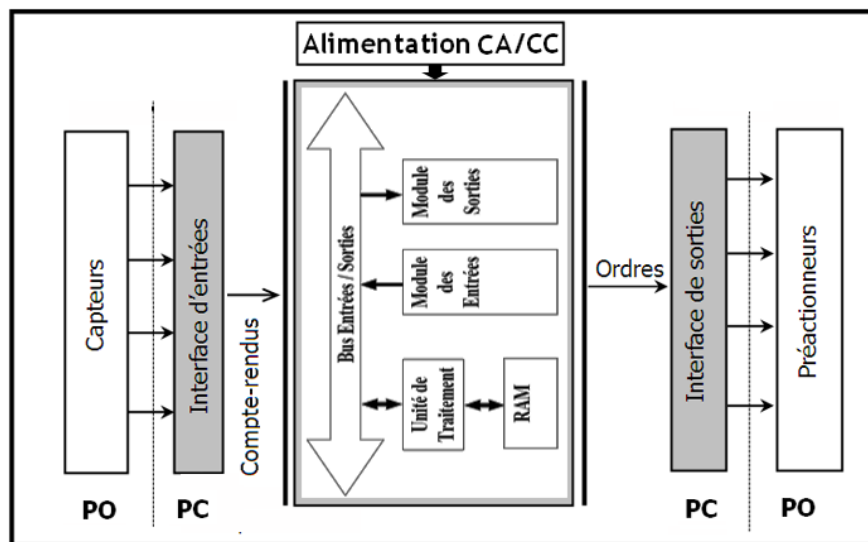 Alimentation CA/CC
Capteurs
Interface d'entrées
Compte-rendus
Bus Entrées / Sorties
Module
des
Sorties
Module
des
Entrées
Unité de
Traitement
RAM
Ordres
Interface de sorties
Préactionneurs
PO
PC
PC
PO